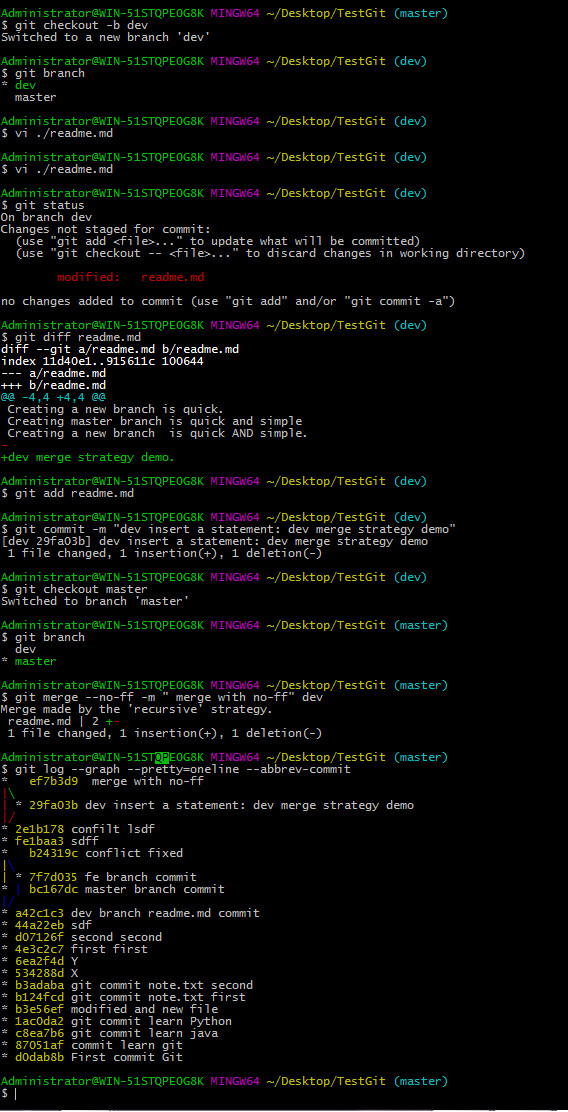 Administrator@WIN-51STQPEOG8K MINGW64 ~/Desktop/TestGit (master)
$ git checkout -b dev
Switched to a new branch 'dev'

Administrator@WIN-51STQPEOG8K MINGW64 ~/Desktop/TestGit (dev)
$ git branch
* dev
  master

Administrator@WIN-51STQPEOG8K MINGW64 ~/Desktop/TestGit (dev)
$ vi ./readme.md

Administrator@WIN-51STQPEOG8K MINGW64 ~/Desktop/TestGit (dev)
$ vi ./readme.md

Administrator@WIN-51STQPEOG8K MINGW64 ~/Desktop/TestGit (dev)
$ git status
On branch dev
Changes not staged for commit:
  (use "git add <file>..." to update what will be committed)
  (use "git checkout -- <file>..." to discard changes in working directory)

        modified:   readme.md

no changes added to commit (use "git add" and/or "git commit -a")

Administrator@WIN-51STQPEOG8K MINGW64 ~/Desktop/TestGit (dev)
$ git diff readme.md
diff --git a/readme.md b/readme.md
index 11d40e1..915611c 100644
--- a/readme.md
+++ b/readme.md
@@ -4,4 +4,4 @@
 Creating a new branch is quick.
 Creating master branch is quick and simple
 Creating a new branch  is quick AND simple.
-
+dev merge strategy demo.

Administrator@WIN-51STQPEOG8K MINGW64 ~/Desktop/TestGit (dev)
$ git add readme.md

Administrator@WIN-51STQPEOG8K MINGW64 ~/Desktop/TestGit (dev)
$ git commit -m "dev insert a statement: dev merge strategy demo"
[dev 29fa03b] dev insert a statement: dev merge strategy demo
 1 file changed, 1 insertion(+), 1 deletion(-)

Administrator@WIN-51STQPEOG8K MINGW64 ~/Desktop/TestGit (dev)
$ git checkout master
Switched to branch 'master'

Administrator@WIN-51STQPEOG8K MINGW64 ~/Desktop/TestGit (master)
$ git branch
  dev
* master

Administrator@WIN-51STQPEOG8K MINGW64 ~/Desktop/TestGit (master)
$ git merge --no-ff -m " merge with no-ff" dev
Merge made by the 'recursive' strategy.
 readme.md | 2 +-
 1 file changed, 1 insertion(+), 1 deletion(-)

Administrator@WIN-51STQPEOG8K MINGW64 ~/Desktop/TestGit (master)
$ git log --graph --pretty=oneline --abbrev-commit
*   ef7b3d9  merge with no-ff
|\
| * 29fa03b dev insert a statement: dev merge strategy demo
|/
* 2e1b178 confilt lsdf
* fe1baa3 sdff
*   b24319c conflict fixed
|\
| * 7f7d035 fe branch commit
* | bc167dc master branch commit
|/
* a42c1c3 dev branch readme.md commit
* 44a22eb sdf
* d07126f second second
* 4e3c2c7 first first
* 6ea2f4d Y
* 534288d X
* b3adaba git commit note.txt second
* b124fcd git commit note.txt first
* b3e56ef modified and new file
* 1ac0da2 git commit learn Python
* c8ea7b6 git commit learn java
* 87051af commit learn git
* d0dab8b First commit Git

Administrator@WIN-51STQPEOG8K MINGW64 ~/Desktop/TestGit (master)
$